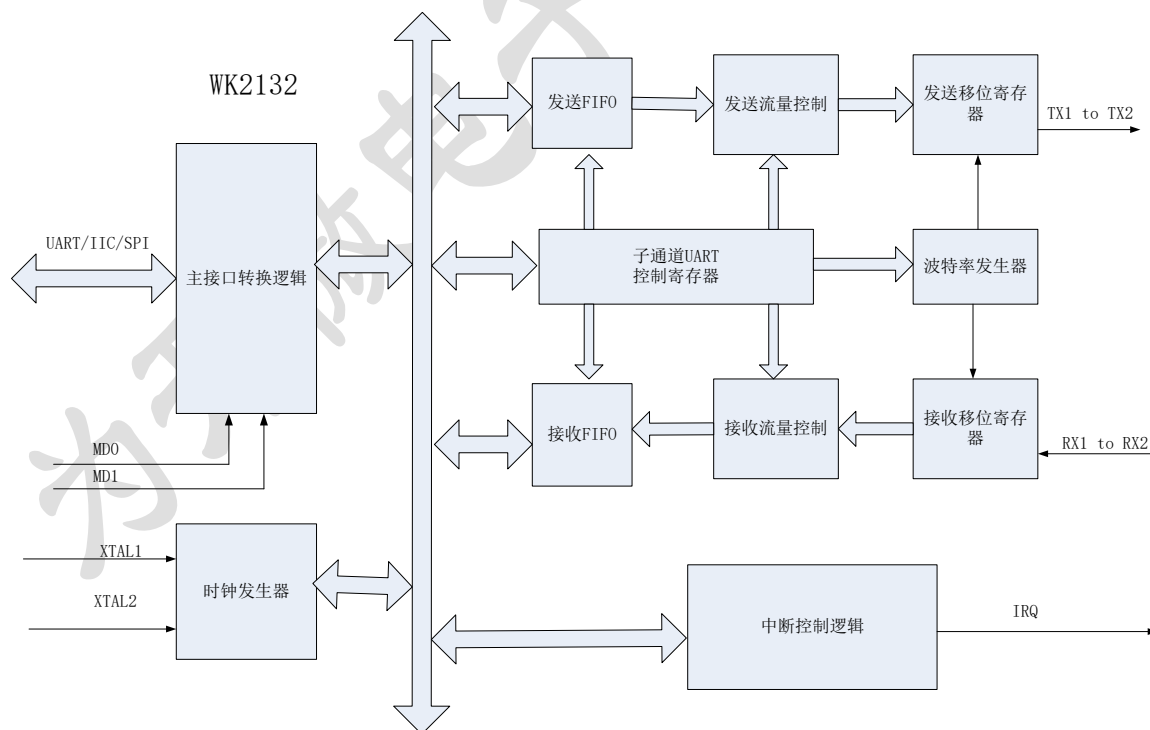 WK2132
发送FIFO
发送流量控制
发送移位寄存
器
TX1 to TX2
UART/IIC/SPI
主接口转换逻辑
子通道UART
控制寄存器
波特率发生器
接收FIFO
接收流量控制
接收移位寄存
器
RX1 to RX2
MD0
MD1
XTAL1
XTAL2
时钟发生器
中断控制逻辑
IRQ